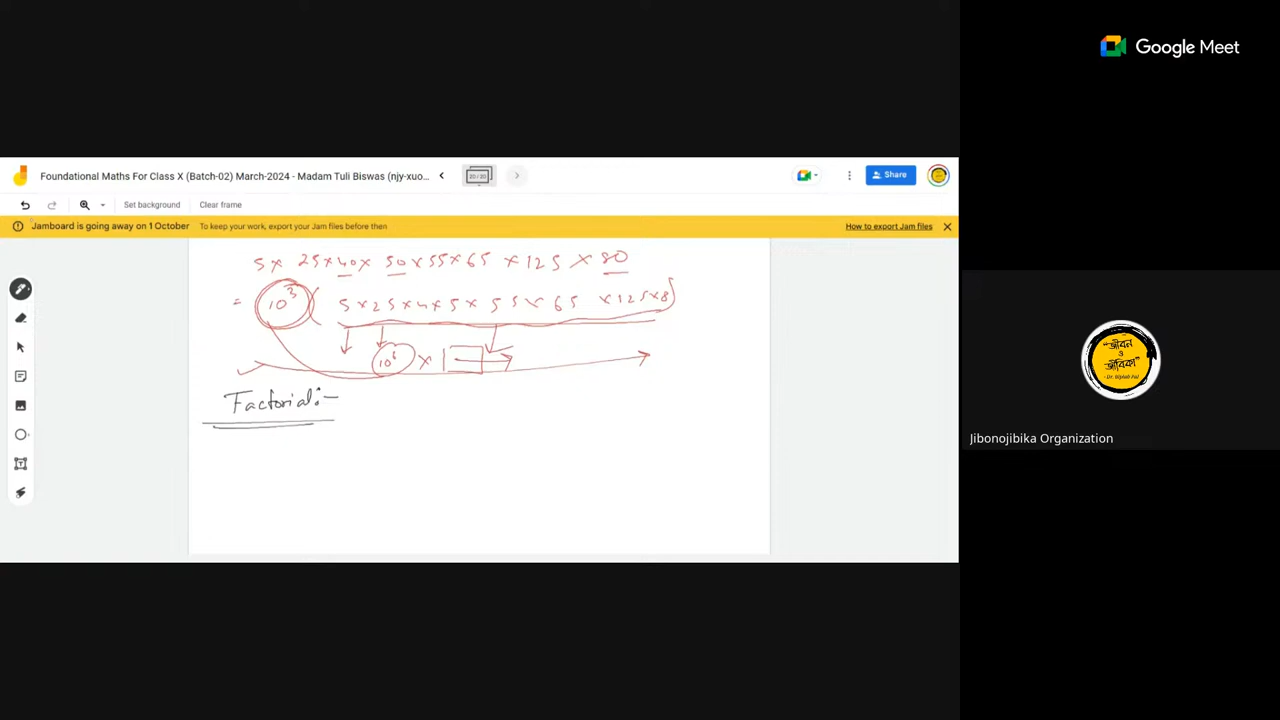 Google Meet
Foundational Maths For Class X (Batch-02) March-2024 - Madam Tuli Biswas (njy-xuo...
20 / 20
Share
Set background
Clear frame
Jamboard is going away on 1 October
To keep your work, export your Jam files before then
How to export Jam files
5 × 25 × 40 × 50 × 55 × 65 × 125 × 80
= 10³ ( 5 × 25 × 4 × 5 × 55 × 65 × 125 × 8 )
10⁶ ×
Factorial :-
"জীবন
ও
জীবিকা"
Jibonojibika Organization